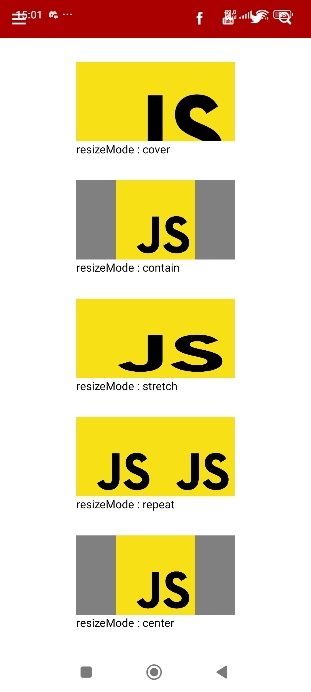 15:01
JS
resizeMode : cover
JS
resizeMode : contain
JS
resizeMode : stretch
JS JS
resizeMode : repeat
JS
resizeMode : center